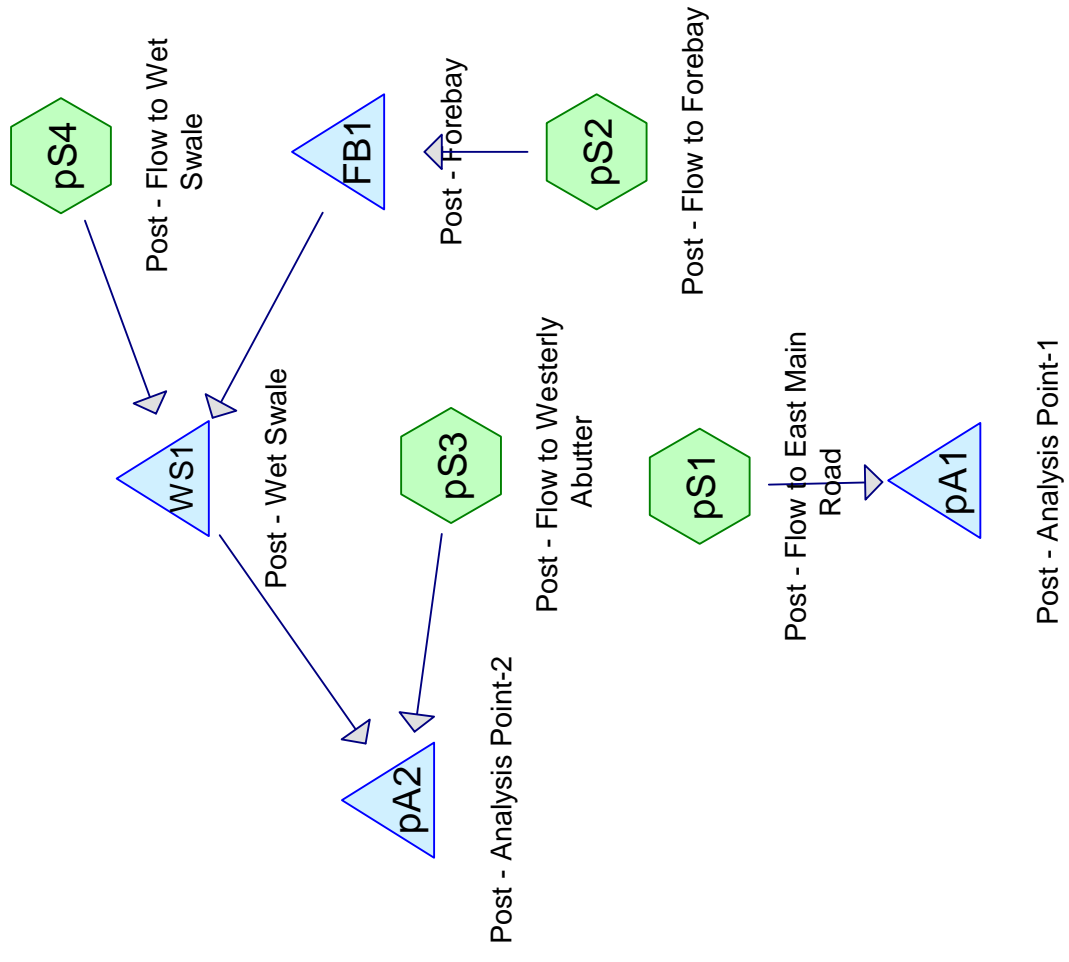 pS4
Post - Flow to Wet
Swale
WS1
Post - Wet Swale
FB1
Post - Forebay
pA2
Post - Analysis Point-2
pS3
Post - Flow to Westerly
Abutter
pS2
Post - Flow to Forebay
pS1
Post - Flow to East Main
Road
pA1
Post - Analysis Point-1